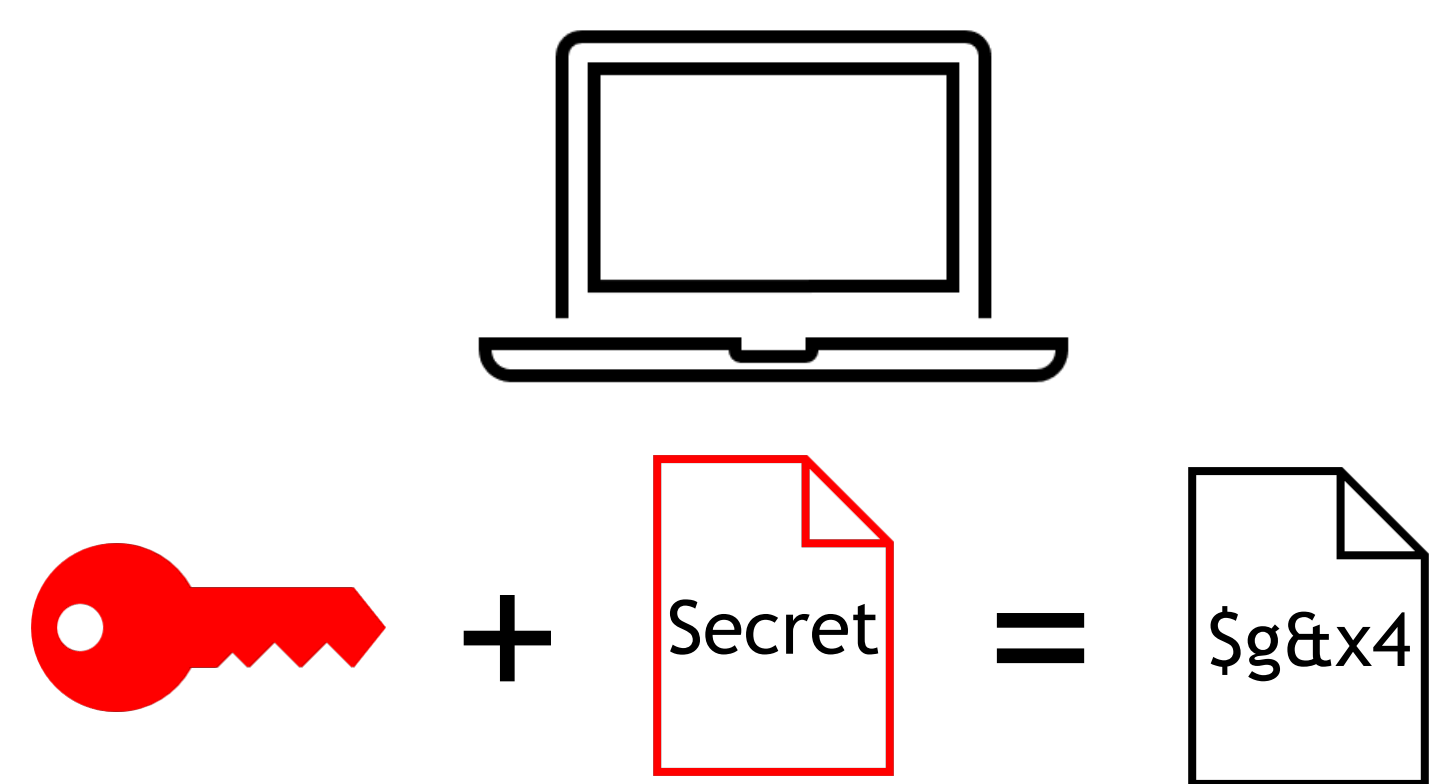 + Secret = $g&x4